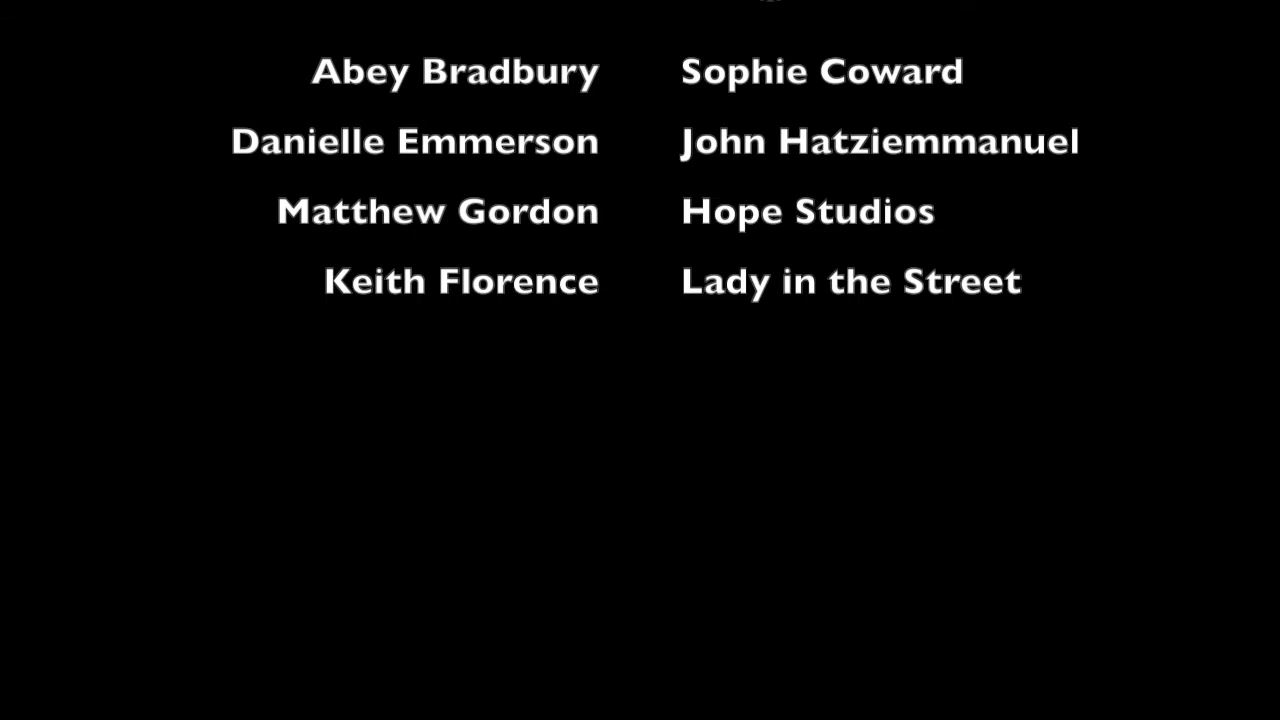 Abey Bradbury Sophie Coward
Danielle Emmerson John Hatziemmanuel
Matthew Gordon Hope Studios
Keith Florence Lady in the Street